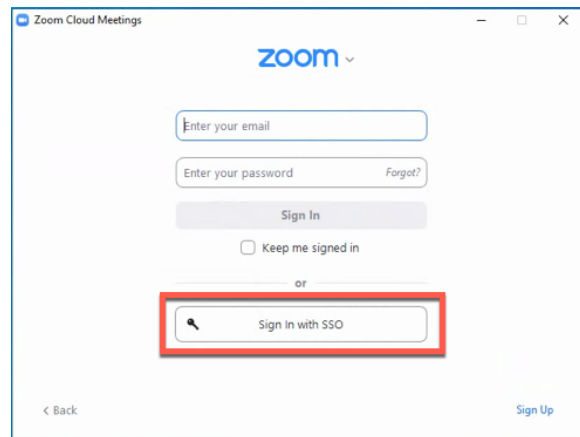 Zoom Cloud Meetings
zoom
Enter your email
Enter your password Forgot?
Sign In
Keep me signed in
or
Sign In with SSO
< Back Sign Up